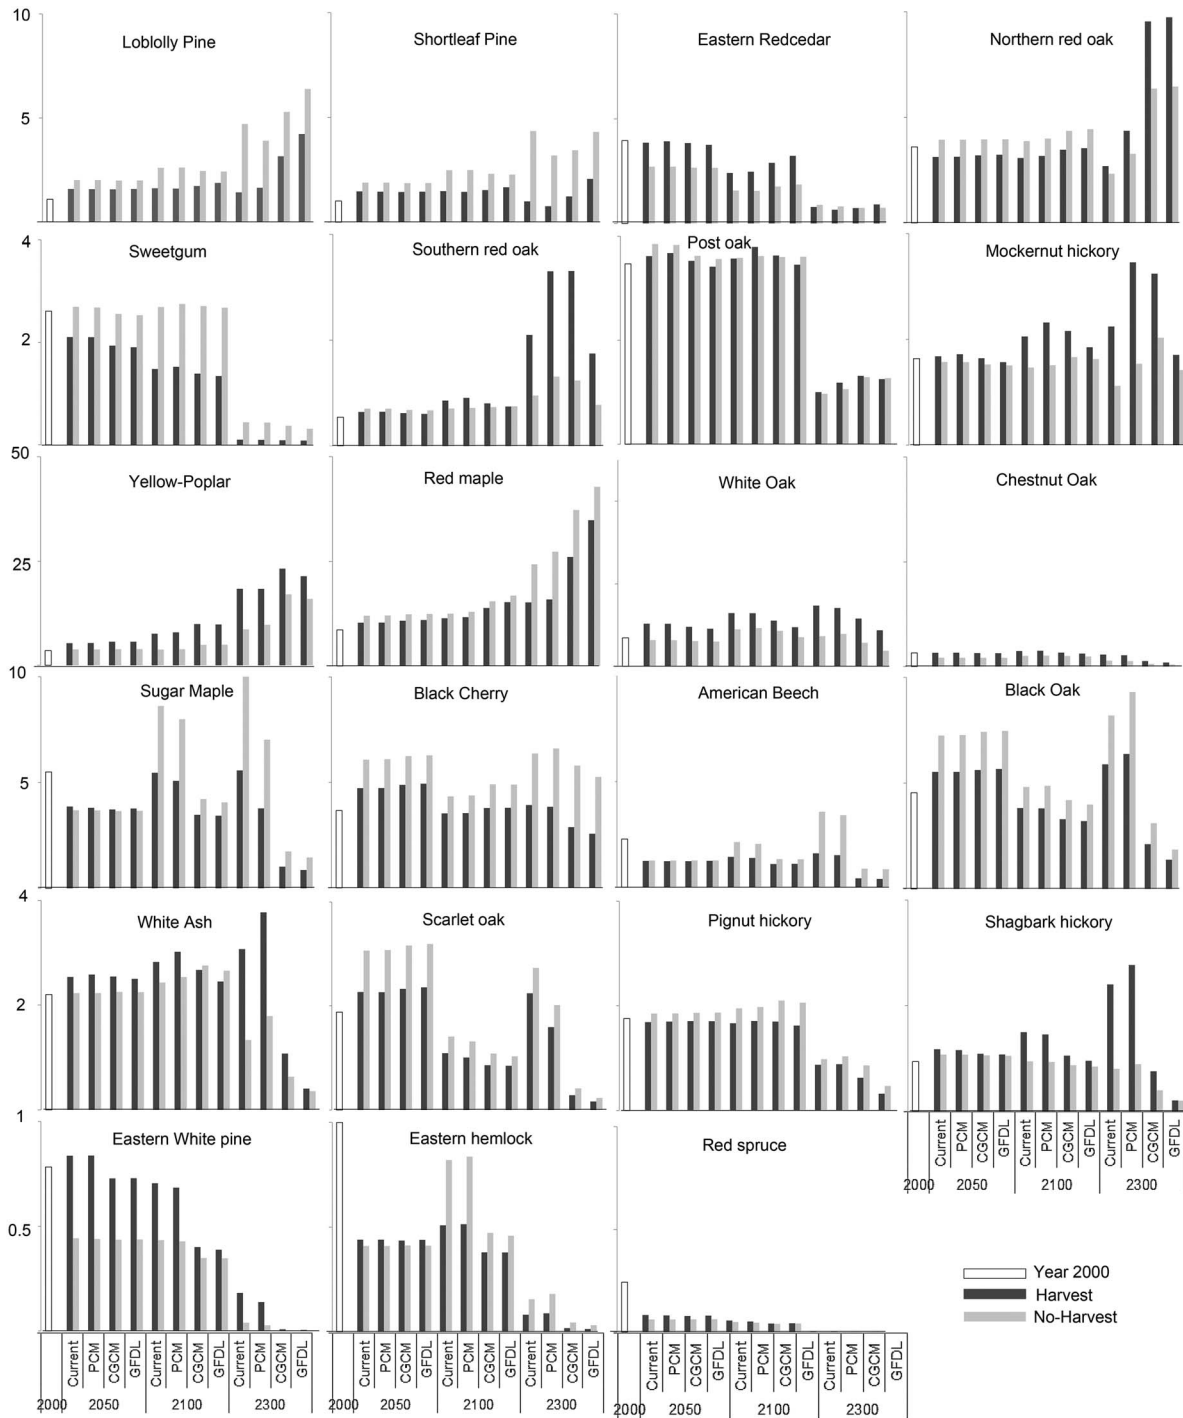 10
5
Loblolly Pine
Shortleaf Pine
Eastern Redcedar
Northern red oak
4
2
Sweetgum
Southern red oak
Post oak
Mockernut hickory
50
25
Yellow-Poplar
Red maple
White Oak
Chestnut Oak
10
5
Sugar Maple
Black Cherry
American Beech
Black Oak
4
2
White Ash
Scarlet oak
Pignut hickory
Shagbark hickory
1
0.5
Eastern White pine
Eastern hemlock
Red spruce
2000 Current PCM CGCM GFDL Current PCM CGCM GFDL Current PCM CGCM GFDL
2050 2100 2300
Year 2000
Harvest
No-Harvest
2000 Current PCM CGCM GFDL Current PCM CGCM GFDL Current PCM CGCM GFDL
2050 2100 2300
2000 Current PCM CGCM GFDL Current PCM CGCM GFDL Current PCM CGCM GFDL
2050 2100 2300
2000 Current PCM CGCM GFDL Current PCM CGCM GFDL Current PCM CGCM GFDL
2050 2100 2300